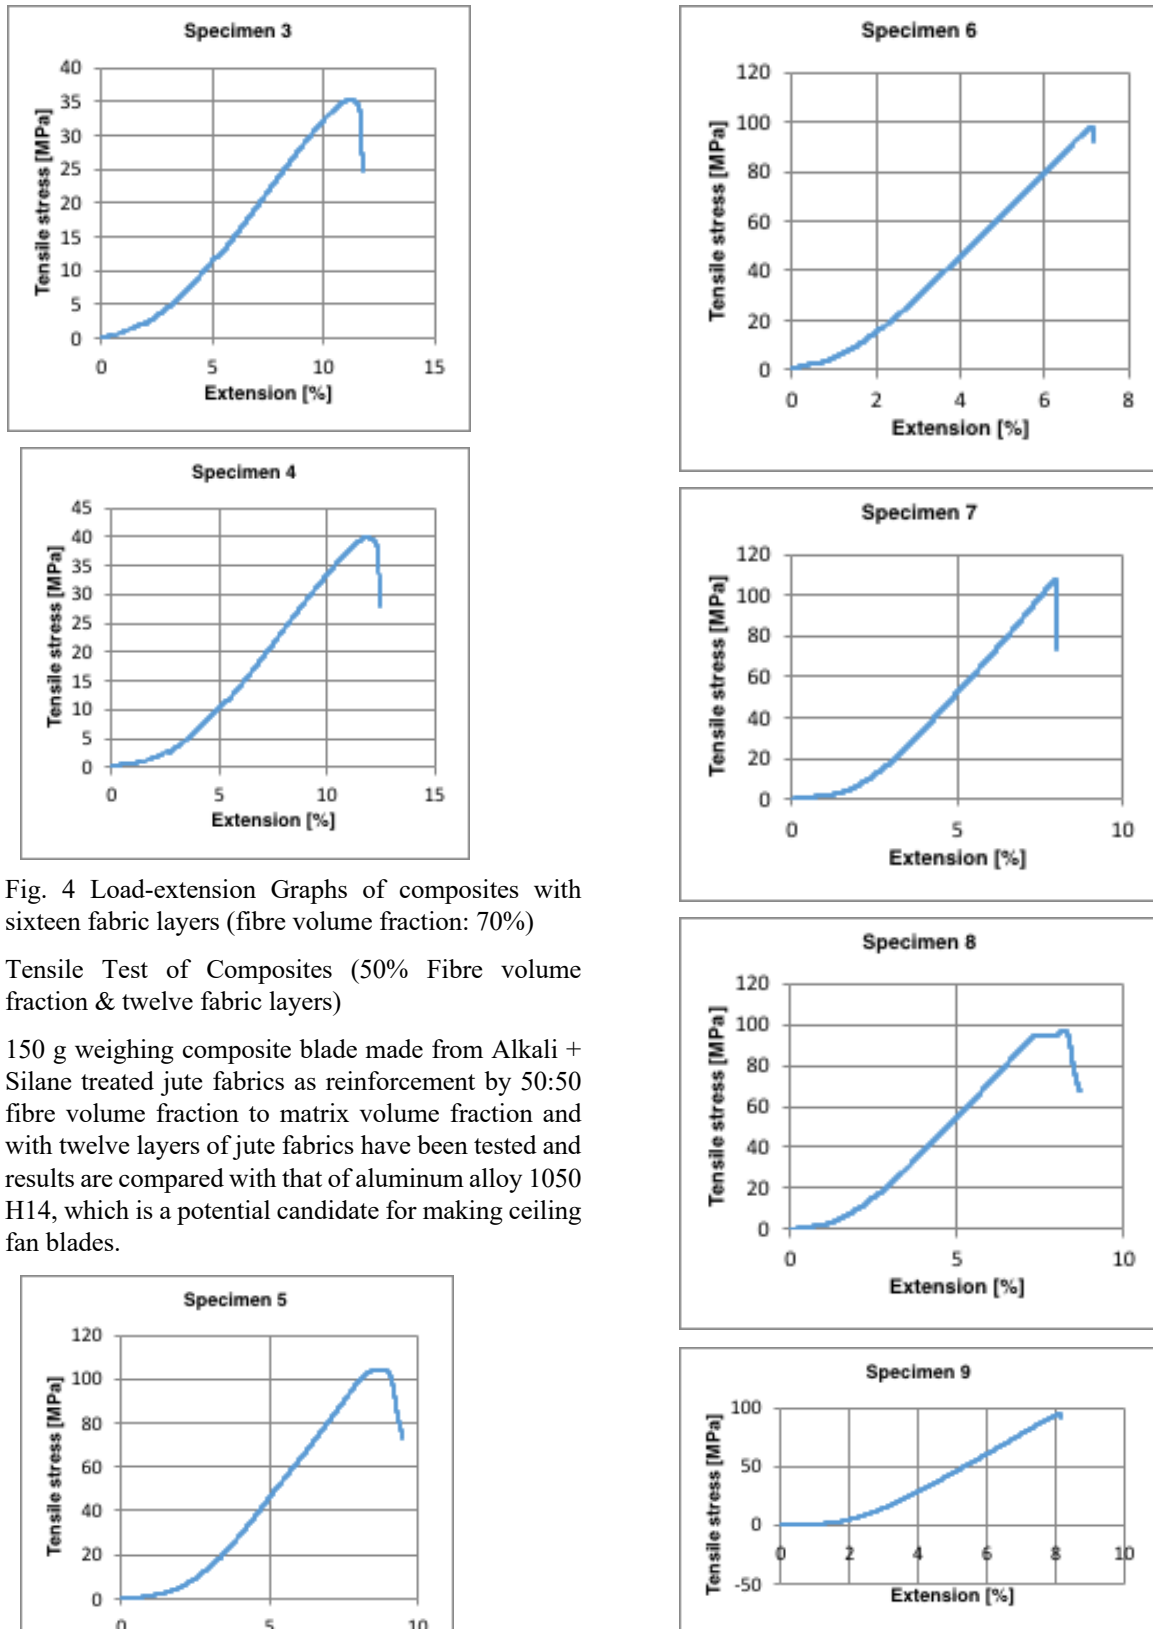 Specimen 3
40
35
30
25
20
15
10
5
0
Tensile stress [MPa]
0 5 10 15
Extension [%]
Specimen 4
45
40
35
30
25
20
15
10
5
0
Tensile stress [MPa]
0 5 10 15
Extension [%]
Fig. 4 Load-extension Graphs of composites with
sixteen fabric layers (fibre volume fraction: 70%)
Tensile Test of Composites (50% Fibre volume
fraction & twelve fabric layers)
150 g weighing composite blade made from Alkali +
Silane treated jute fabrics as reinforcement by 50:50
fibre volume fraction to matrix volume fraction and
with twelve layers of jute fabrics have been tested and
results are compared with that of aluminum alloy 1050
H14, which is a potential candidate for making ceiling
fan blades.
Specimen 5
120
100
80
60
40
20
0
Tensile stress [MPa]
0 5 10
Specimen 6
120
100
80
60
40
20
0
Tensile stress [MPa]
0 2 4 6 8
Extension [%]
Specimen 7
120
100
80
60
40
20
0
Tensile stress [MPa]
0 5 10
Extension [%]
Specimen 8
120
100
80
60
40
20
0
Tensile stress [MPa]
0 5 10
Extension [%]
Specimen 9
100
50
0
-50
Tensile stress [MPa]
0 2 4 6 8 10
Extension [%]